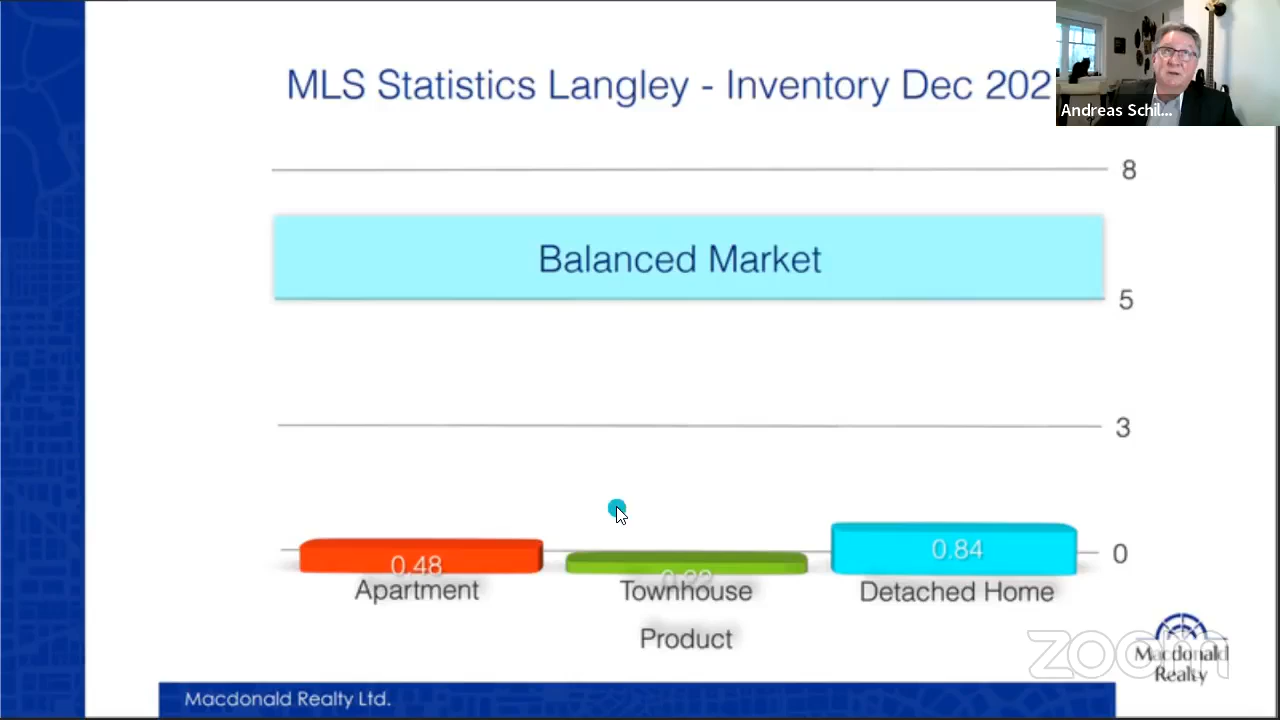 MLS Statistics Langley - Inventory Dec 202
Andreas Schil...
8
Balanced Market
5
3
0
0.48
0.84
Apartment
Townhouse
Detached Home
Product
zoom
Macdonald
Realty
Macdonald Realty Ltd.